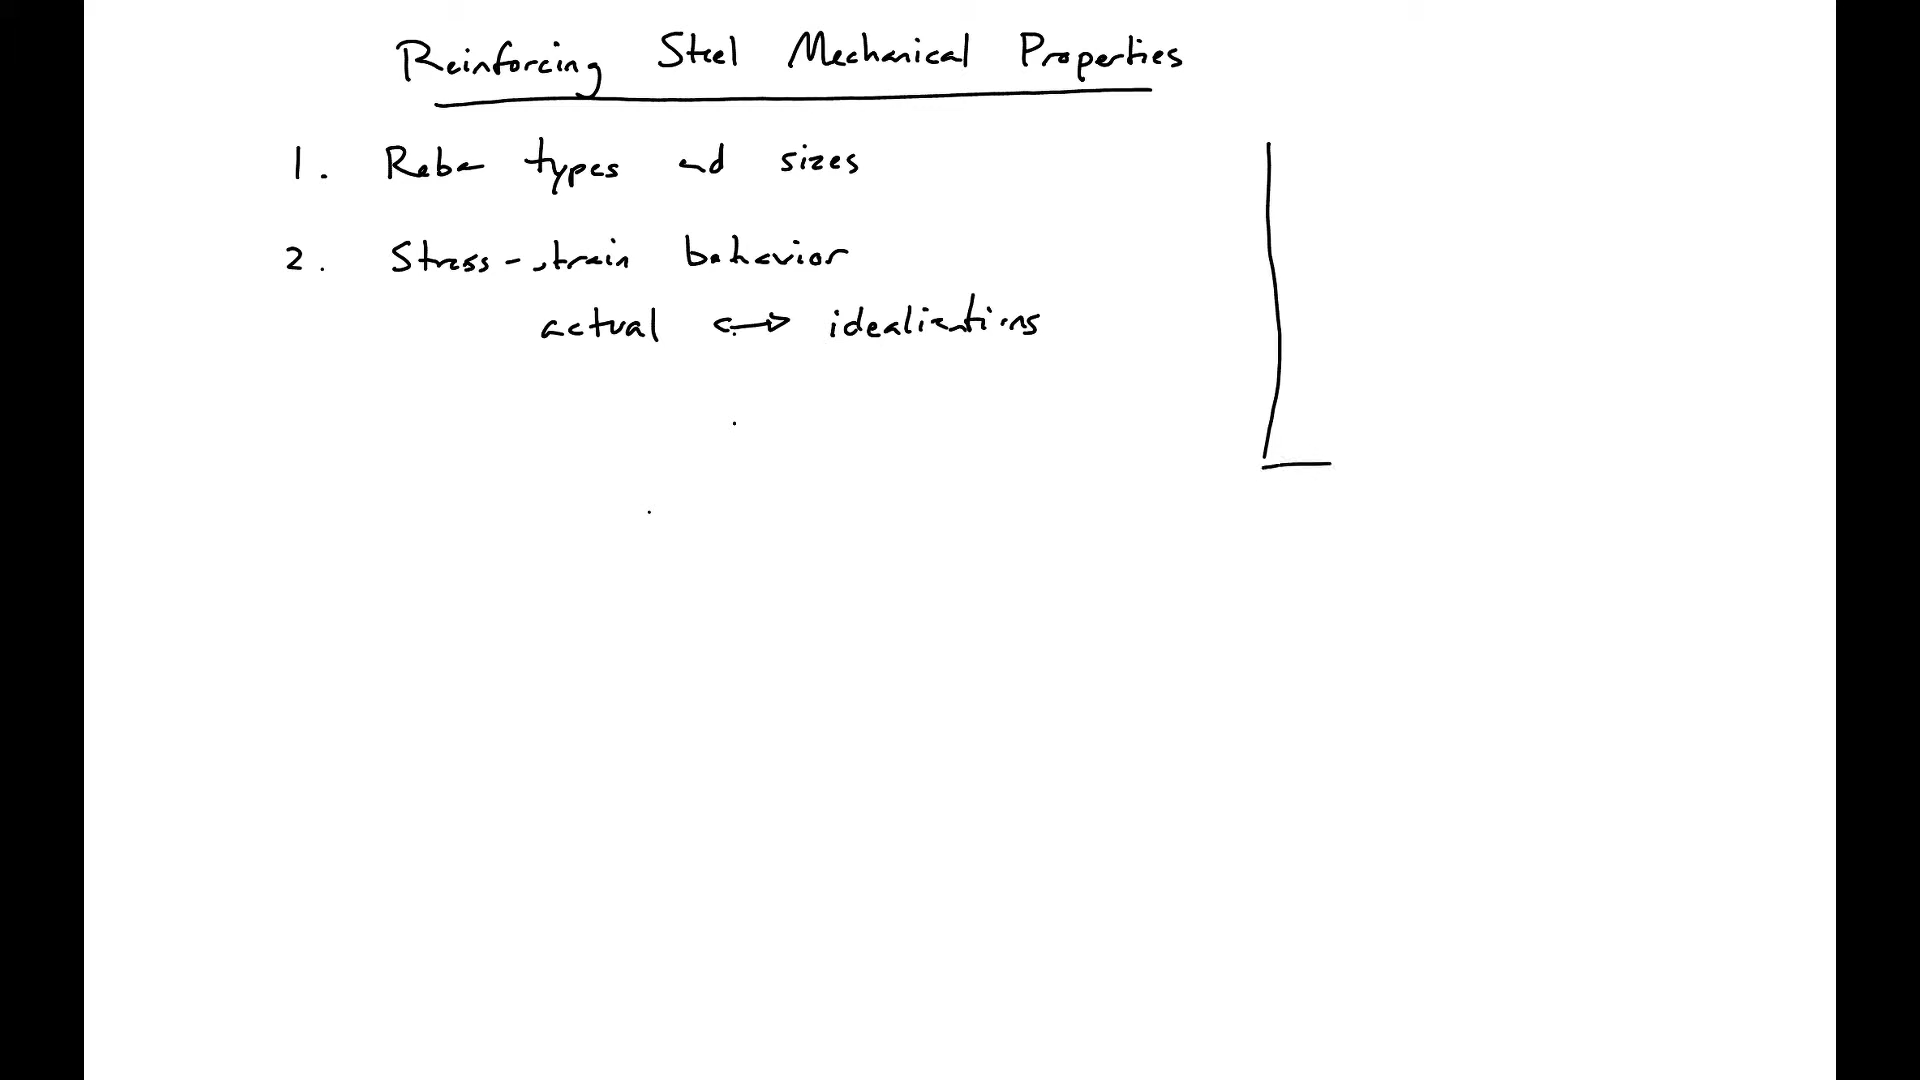 Reinforcing Steel Mechanical Properties
1. Rebar types and sizes
2. Stress-strain behavior
actual ↔ idealizations